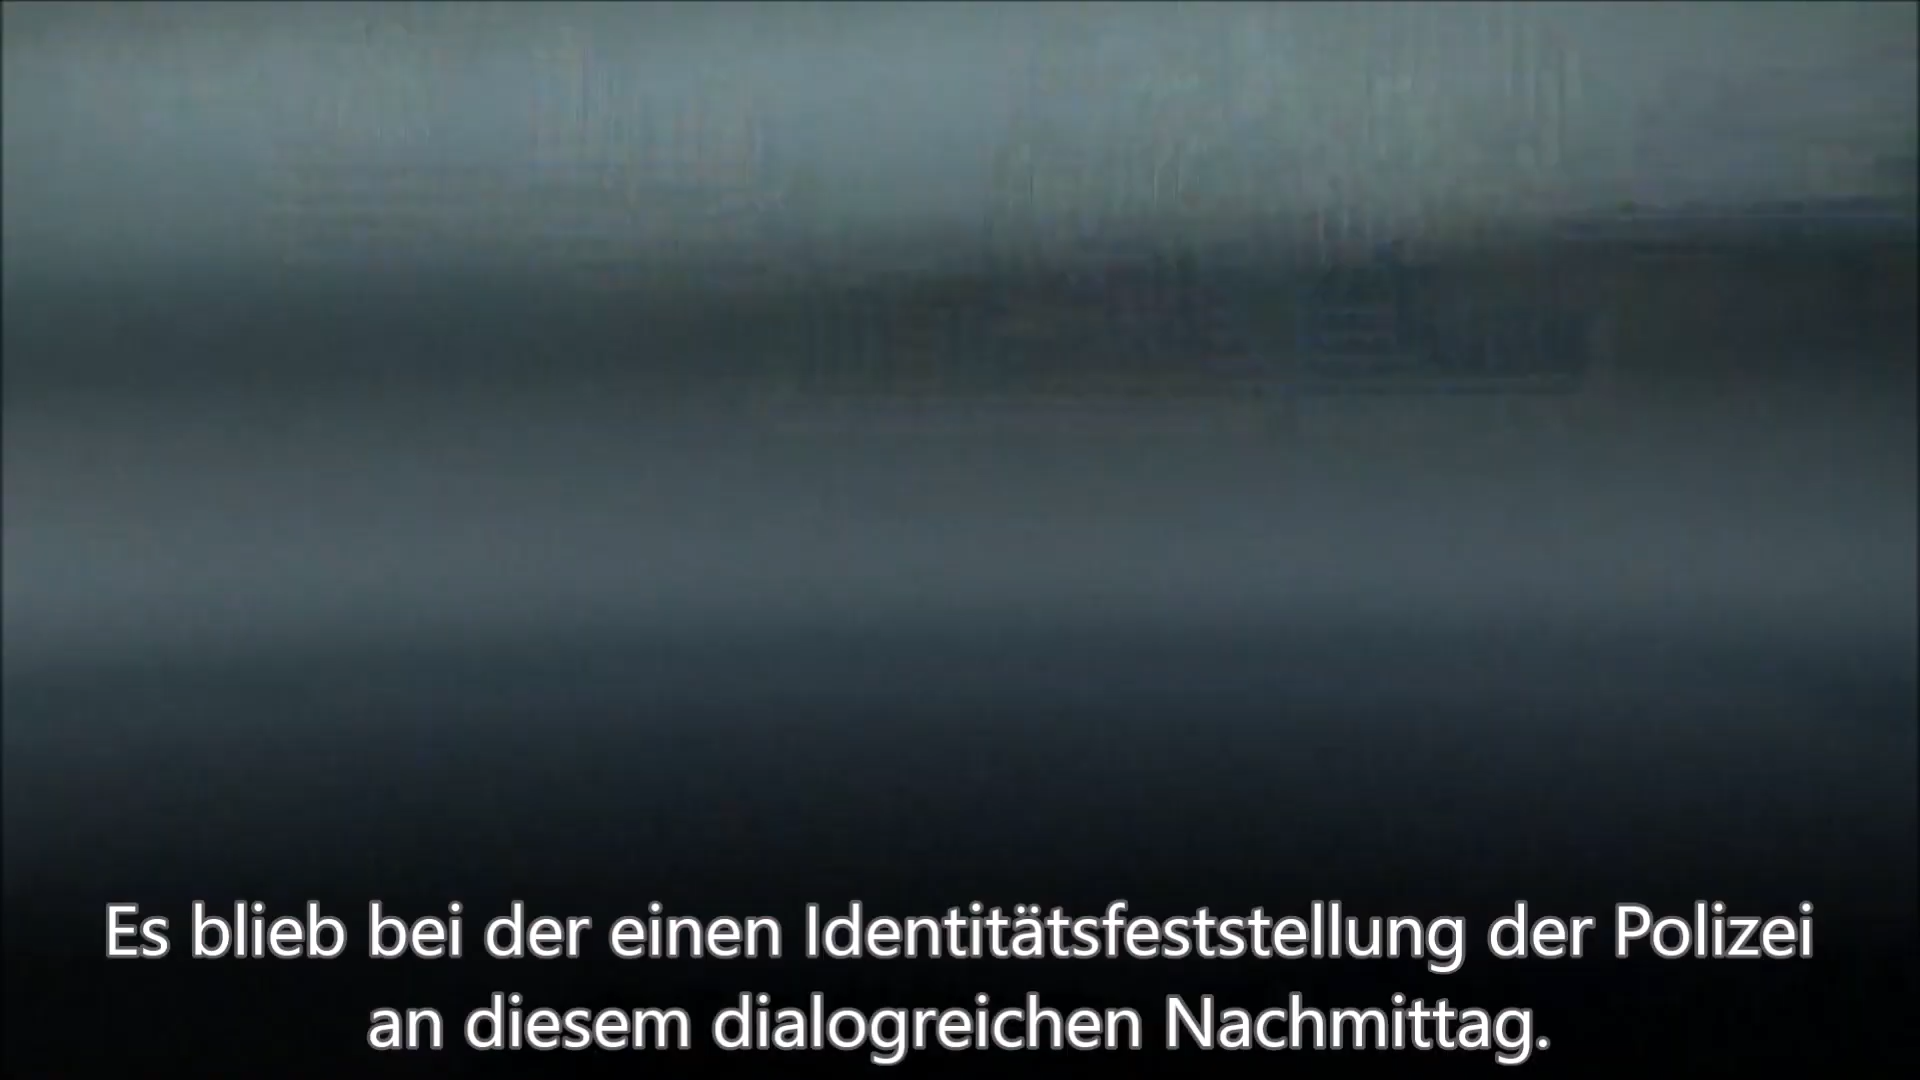 Es blieb bei der einen Identitätsfeststellung der Polizei
an diesem dialogreichen Nachmittag.